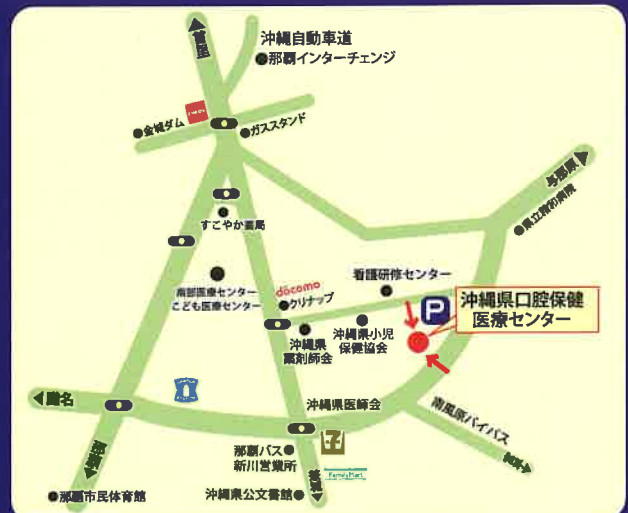 首里
沖縄自動車道
那覇インターチェンジ
金城ダム
ガススタンド
与那原
すこやか薬局
県立精和病院
南部医療センター
こども医療センター
döcomo
クリナップ
看護研修センター
P
沖縄県口腔保健
医療センター
沖縄県
薬剤師会
沖縄県小児
保健協会
識名
沖縄県医師会
南風原バイパス
那覇バス
新川営業所
FamilyMart
那覇市民体育館
沖縄県公文書館